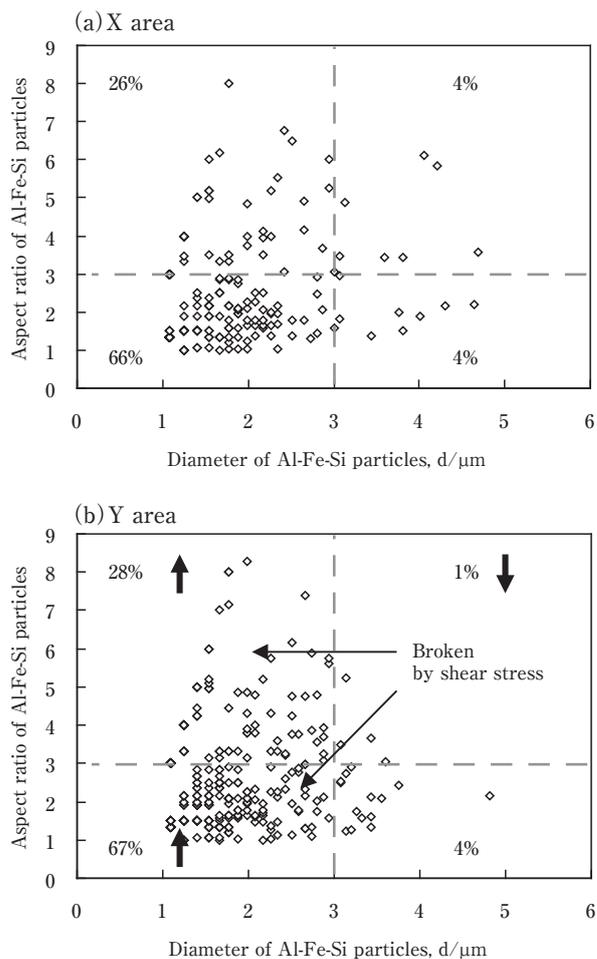 (a) X area
Aspect ratio of Al-Fe-Si particles
9
8
7
6
5
4
3
2
1
0
26%
4%
66%
4%
0 1 2 3 4 5 6
Diameter of Al-Fe-Si particles, d/μm
(b) Y area
Aspect ratio of Al-Fe-Si particles
9
8
7
6
5
4
3
2
1
0
28%
1%
Broken
by shear stress
67%
4%
0 1 2 3 4 5 6
Diameter of Al-Fe-Si particles, d/μm